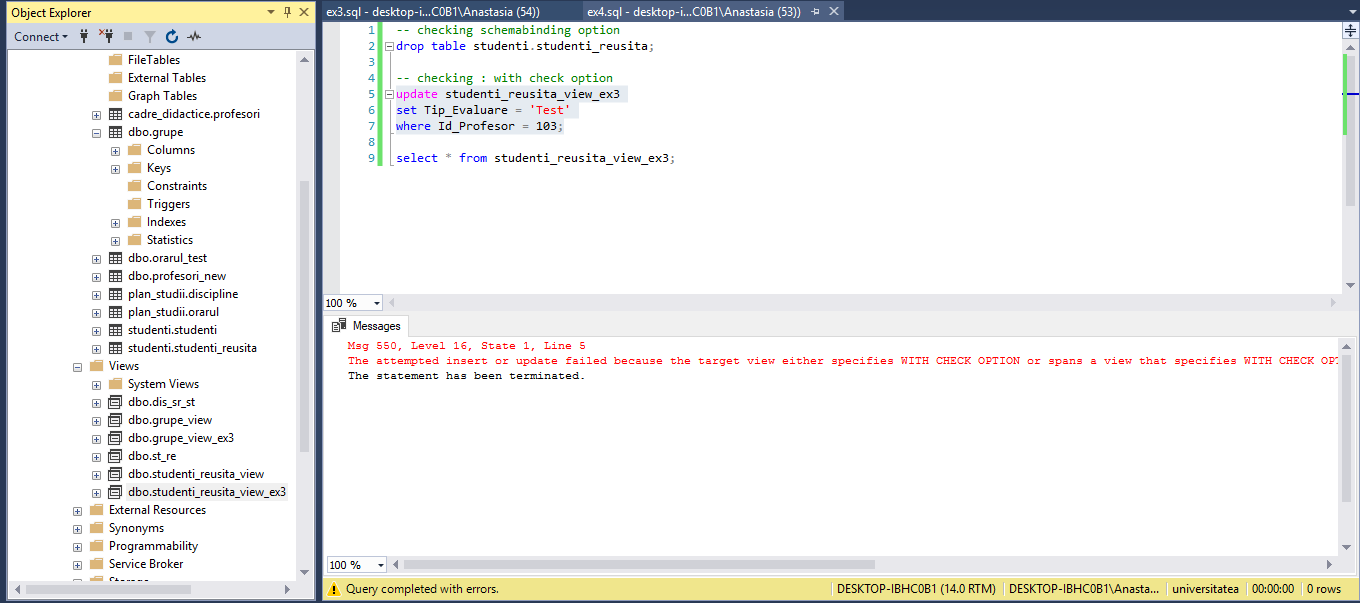 Object Explorer
Connect
FileTables
External Tables
Graph Tables
cadre_didactice.profesori
dbo.grupe
Columns
Keys
Constraints
Triggers
Indexes
Statistics
dbo.orarul_test
dbo.profesori_new
plan_studii.discipline
plan_studii.orarul
studenti.studenti
studenti.studenti_reusita
Views
System Views
dbo.dis_sr_st
dbo.grupe_view
dbo.grupe_view_ex3
dbo.st_re
dbo.studenti_reusita_view
dbo.studenti_reusita_view_ex3
External Resources
Synonyms
Programmability
Service Broker
ex3.sql - desktop-i...C0B1\Anastasia (54))
ex4.sql - desktop-i...C0B1\Anastasia (53))
1 -- checking schemabinding option
2 drop table studenti.studenti_reusita;
3
4 -- checking : with check option
5 update studenti_reusita_view_ex3
6 set Tip_Evaluare = 'Test'
7 where Id_Profesor = 103;
8
9 select * from studenti_reusita_view_ex3;
100 %
Messages
Msg 550, Level 16, State 1, Line 5
The attempted insert or update failed because the target view either specifies WITH CHECK OPTION or spans a view that specifies WITH CHECK OPT
The statement has been terminated.
100 %
Query completed with errors.
DESKTOP-IBHC0B1 (14.0 RTM)
DESKTOP-IBHC0B1\Anasta...
universitatea
00:00:00
0 rows